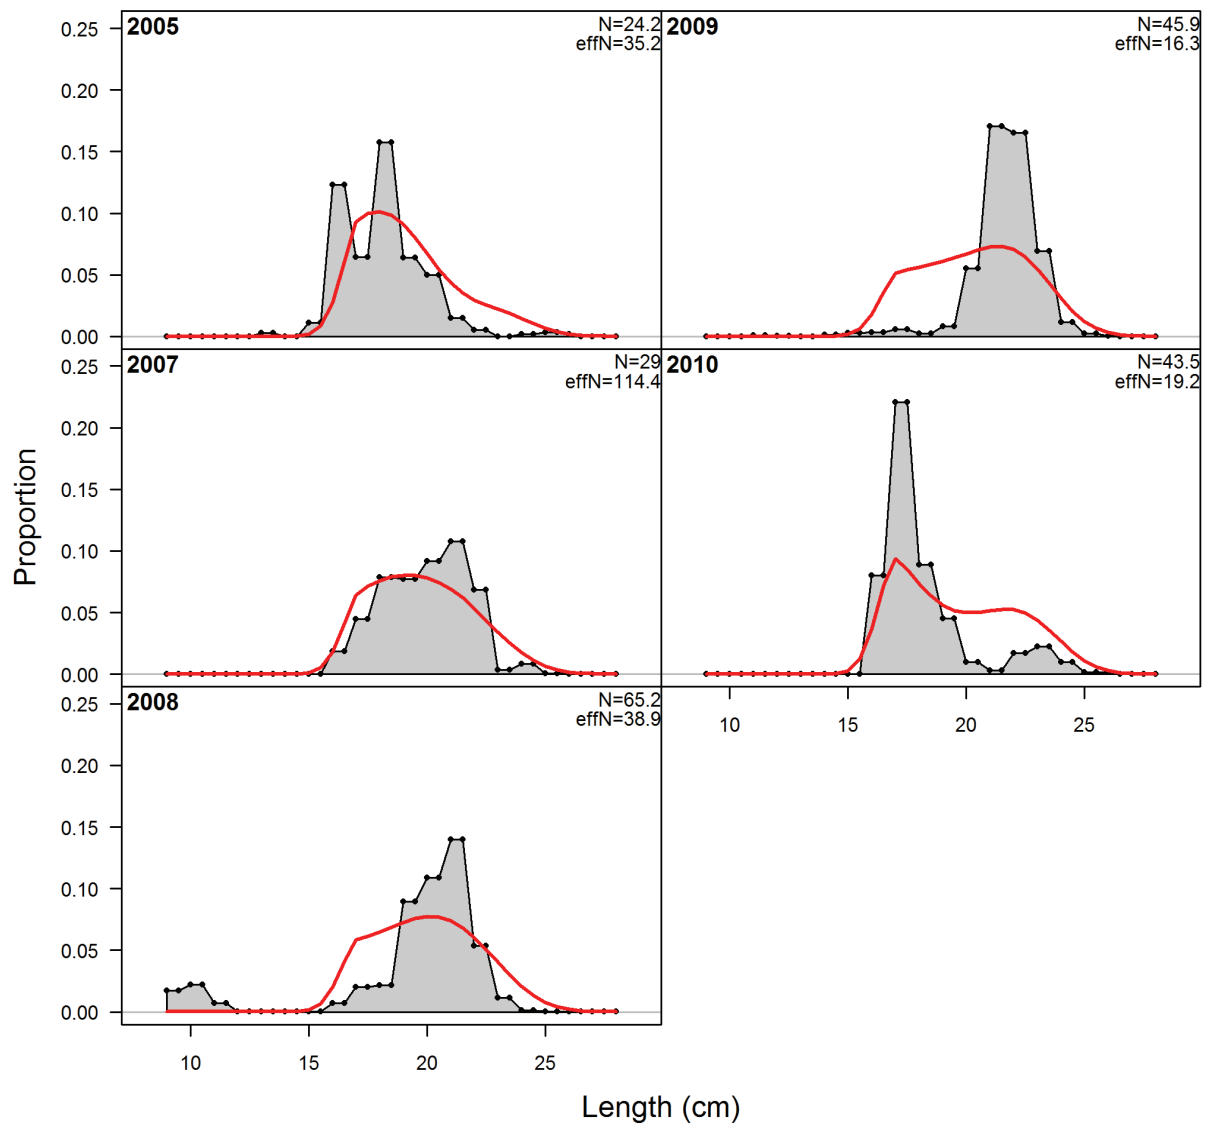 2005
N=24.2
effN=35.2
0.25
0.20
0.15
0.10
0.05
0.00
2009
N=45.9
effN=16.3
2007
N=29
effN=114.4
0.25
0.20
0.15
0.10
0.05
0.00
2010
N=43.5
effN=19.2
10 15 20 25
2008
N=65.2
effN=38.9
0.25
0.20
0.15
0.10
0.05
0.00
10 15 20 25
Proportion
Length (cm)